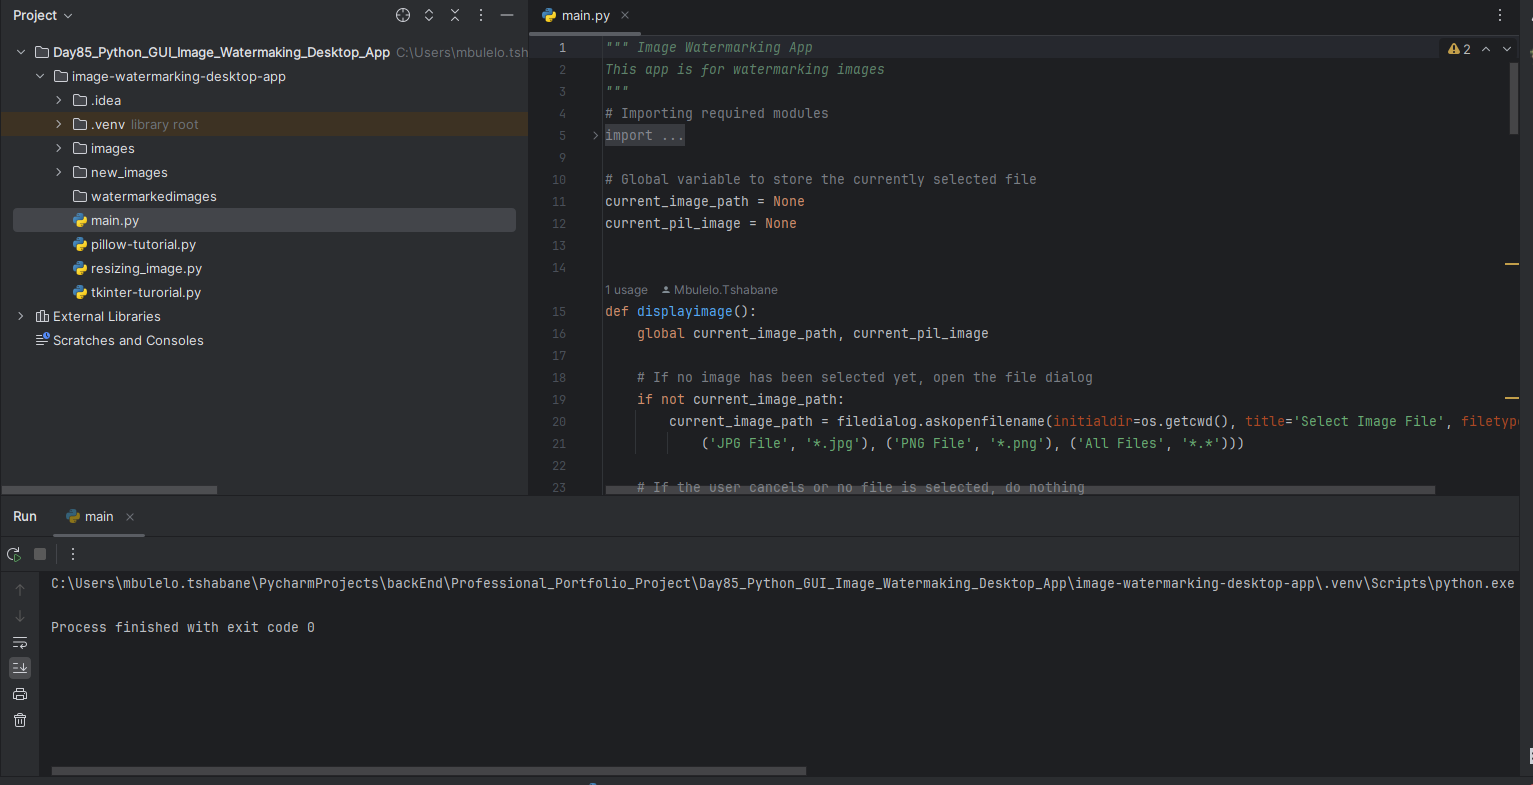 Project
Day85_Python_GUI_Image_Watermaking_Desktop_App C:\Users\mbulelo.tsh
image-watermarking-desktop-app
.idea
.venv library root
images
new_images
watermarkedimages
main.py
pillow-tutorial.py
resizing_image.py
tkinter-turorial.py
External Libraries
Scratches and Consoles
main.py
2
1 """ Image Watermarking App
2 This app is for watermarking images
3 """
4 # Importing required modules
5 import ...
9
10 # Global variable to store the currently selected file
11 current_image_path = None
12 current_pil_image = None
13
14
1 usage Mbulelo.Tshabane
15 def displayimage():
16 global current_image_path, current_pil_image
17
18 # If no image has been selected yet, open the file dialog
19 if not current_image_path:
20 current_image_path = filedialog.askopenfilename(initialdir=os.getcwd(), title='Select Image File', filetype
21 ('JPG File', '*.jpg'), ('PNG File', '*.png'), ('All Files', '*.*')))
22
23 # If the user cancels or no file is selected, do nothing
Run main
C:\Users\mbulelo.tshabane\PycharmProjects\backEnd\Professional_Portfolio_Project\Day85_Python_GUI_Image_Watermaking_Desktop_App\image-watermarking-desktop-app\.venv\Scripts\python.exe
Process finished with exit code 0